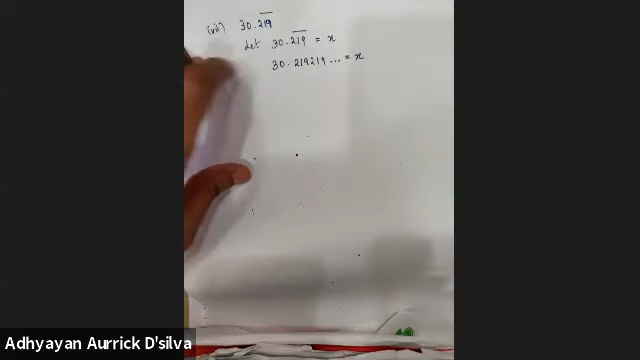 (vii) 30.2̅1̅9̅
Let 30.2̅1̅9̅ = x
30.219219... = x
Adhyayan Aurrick D'silva